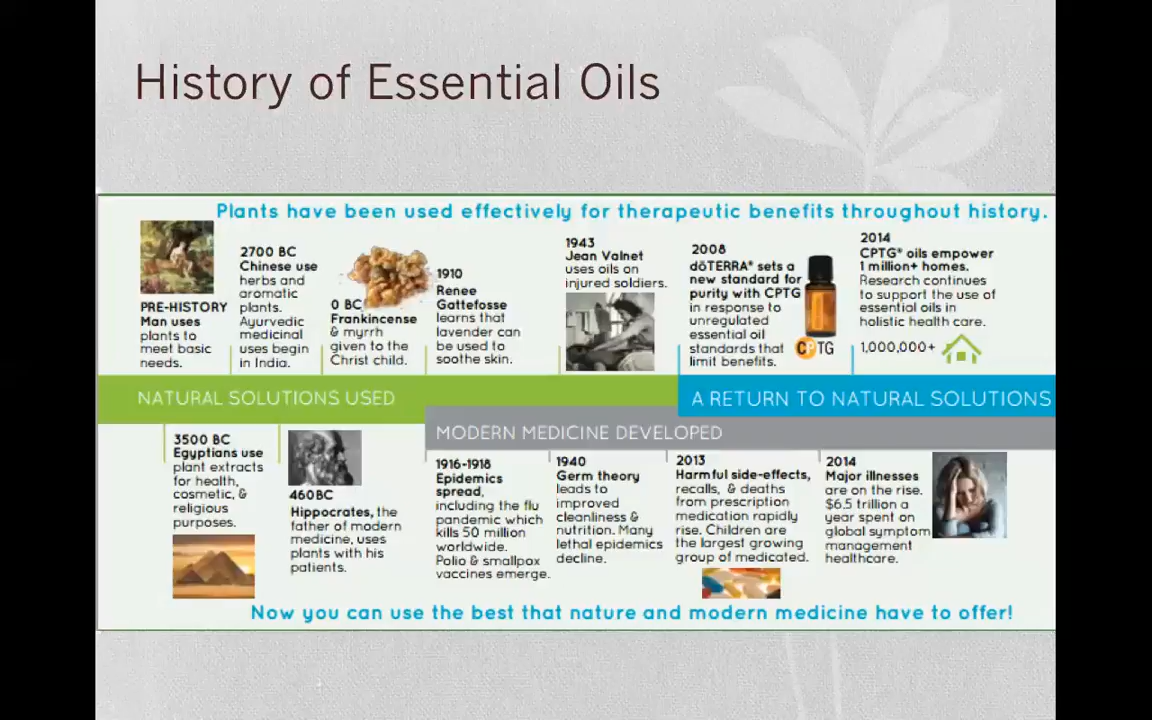 History of Essential Oils
Plants have been used effectively for therapeutic benefits throughout history.
PRE-HISTORY
Man uses
plants to
meet basic
needs.
2700 BC
Chinese use
herbs and
aromatic
plants.
Ayurvedic
medicinal
uses begin
in India.
0 BC
Frankincense
& myrrh
given to the
Christ child.
1910
Renee
Gattefosse
learns that
lavender can
be used to
soothe skin.
1943
Jean Valnet
uses oils on
injured soldiers.
2008
dōTERRA® sets a
new standard for
purity with CPTG
in response to
unregulated
essential oil
standards that
limit benefits.
CPTG
2014
CPTG® oils empower
1 million+ homes.
Research continues
to support the use of
essential oils in
holistic health care.
1,000,000+
NATURAL SOLUTIONS USED
A RETURN TO NATURAL SOLUTIONS
MODERN MEDICINE DEVELOPED
3500 BC
Egyptians use
plant extracts
for health,
cosmetic, &
religious
purposes.
460BC
Hippocrates, the
father of modern
medicine, uses
plants with his
patients.
1916-1918
Epidemics
spread,
including the flu
pandemic which
kills 50 million
worldwide.
Polio & smallpox
vaccines emerge.
1940
Germ theory
leads to
improved
cleanliness &
nutrition. Many
lethal epidemics
decline.
2013
Harmful side-effects,
recalls, & deaths
from prescription
medication rapidly
rise. Children are
the largest growing
group of medicated.
2014
Major illnesses
are on the rise.
$6.5 trillion a
year spent on
global symptom
management
healthcare.
Now you can use the best that nature and modern medicine have to offer!